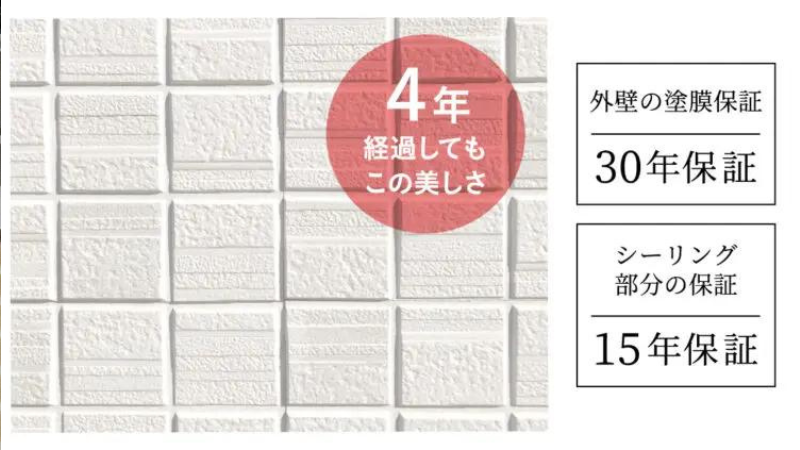 4年
経過しても
この美しさ
外壁の塗膜保証
30年保証
シーリング
部分の保証
15年保証